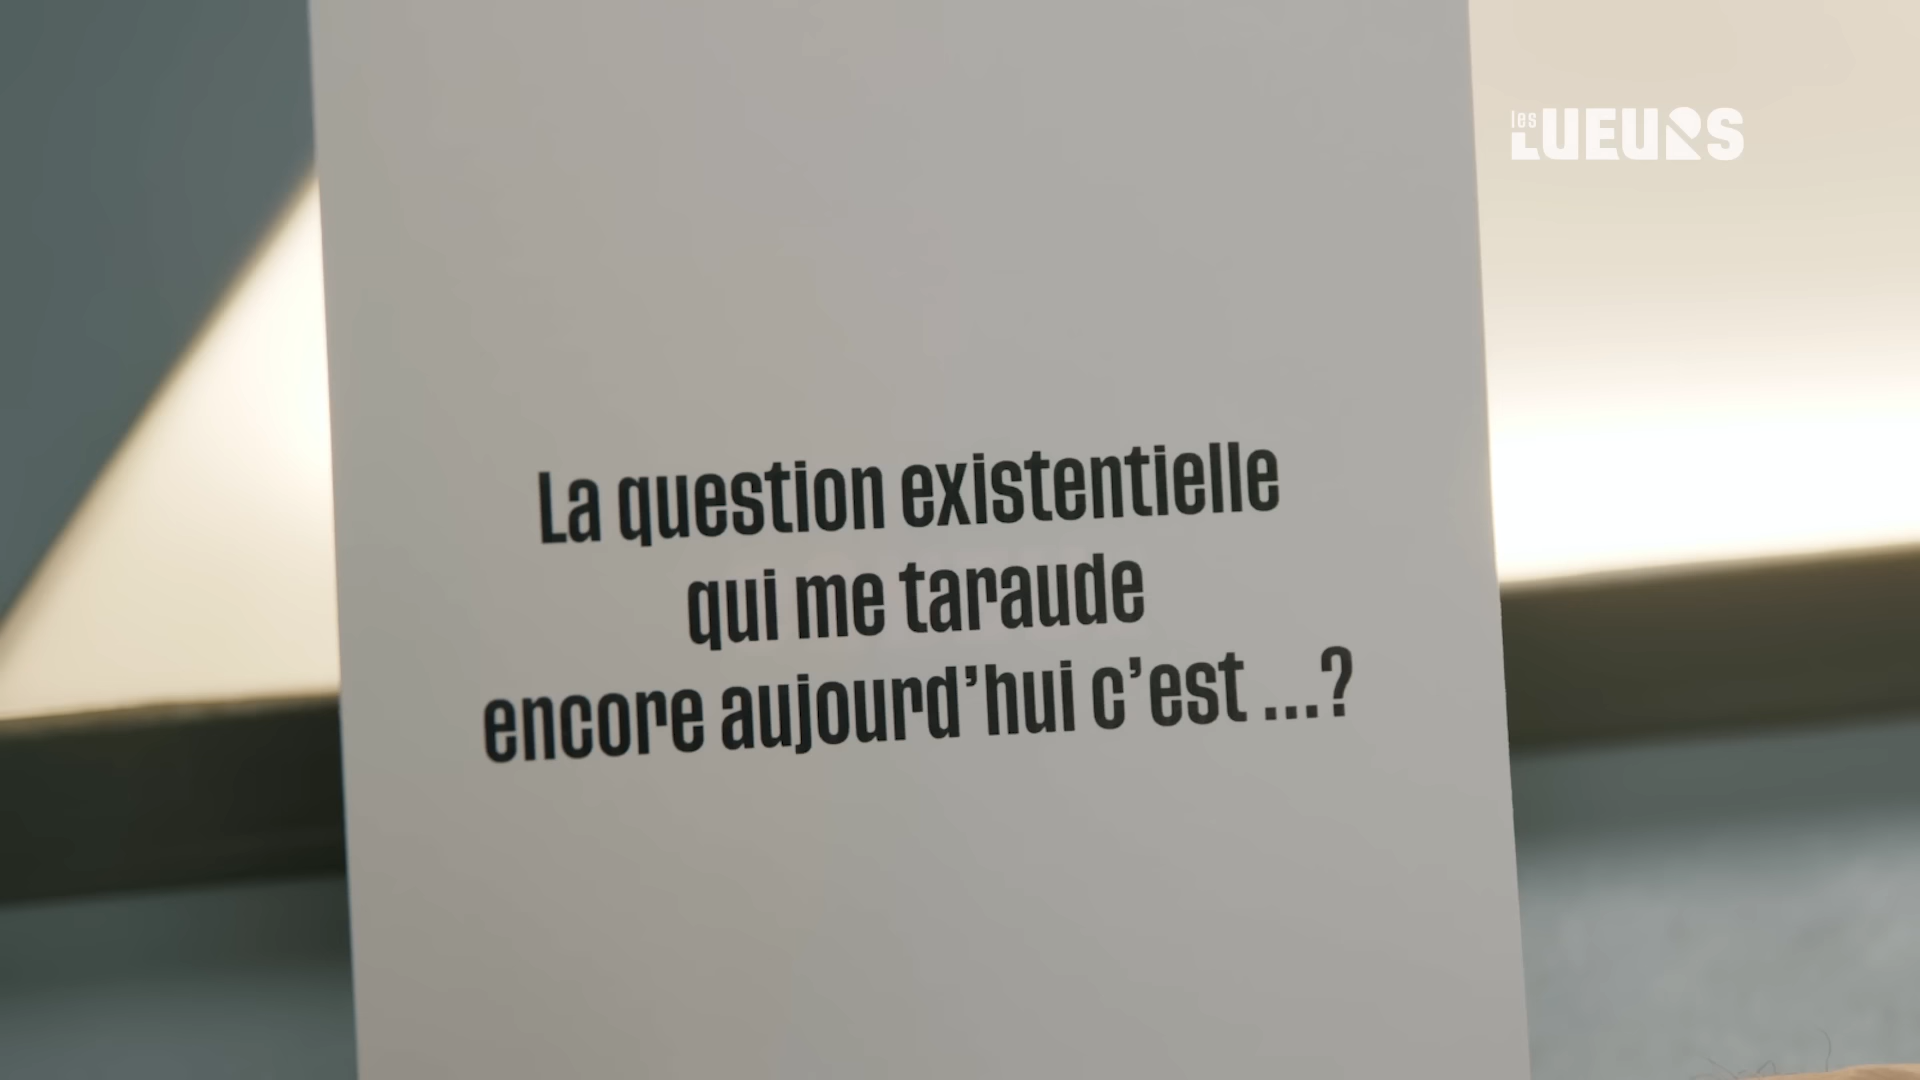 les
LUEURS
La question existentielle
qui me taraude
encore aujourd’hui c’est ...?